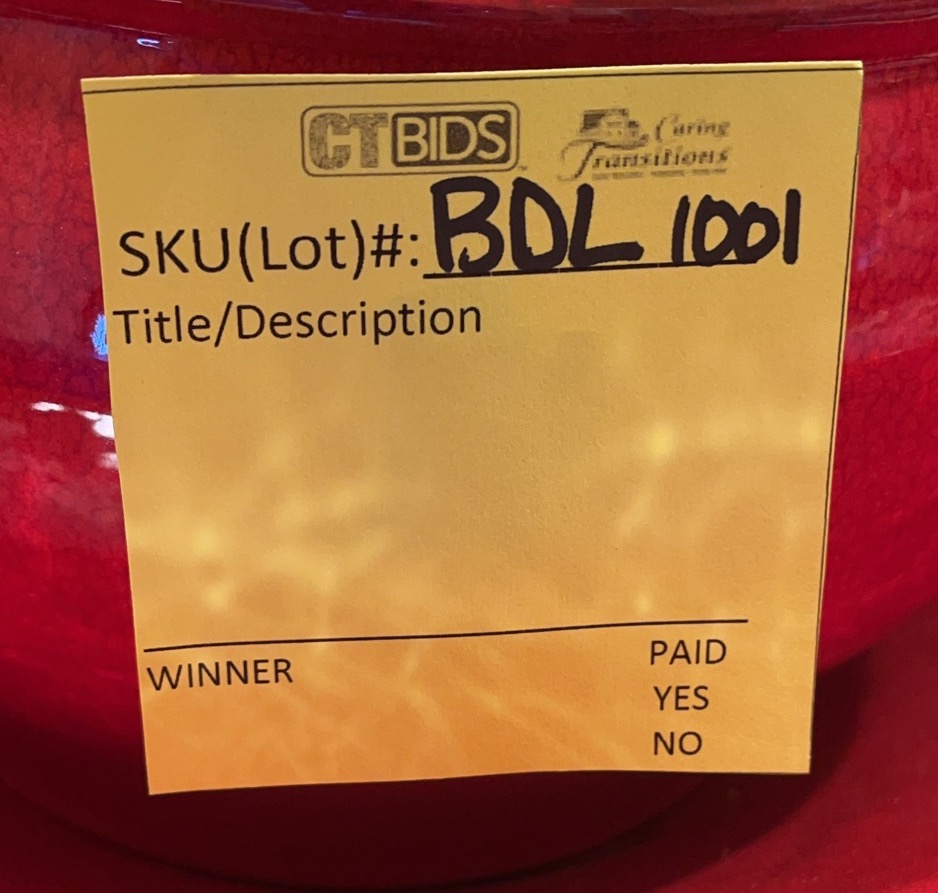 CTBIDS
Caring
Transitions
SKU(Lot)#: BDL 1001
Title/Description
WINNER
PAID
YES
NO